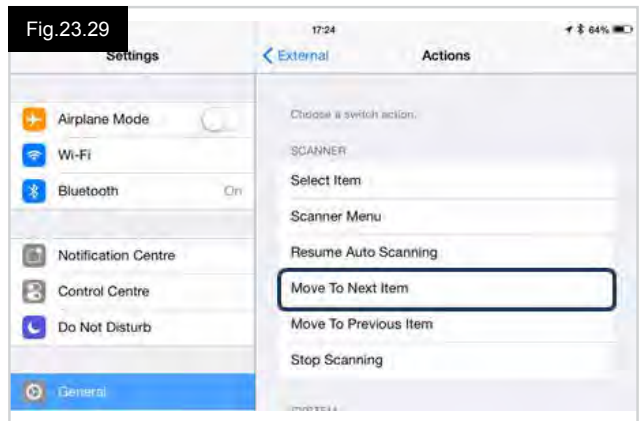 Fig.23.29
17:24
64%
Settings
External
Actions
Airplane Mode
Wi-Fi
Bluetooth On
Notification Centre
Control Centre
Do Not Disturb
General
Choose a switch action.
SCANNER
Select Item
Scanner Menu
Resume Auto Scanning
Move To Next Item
Move To Previous Item
Stop Scanning